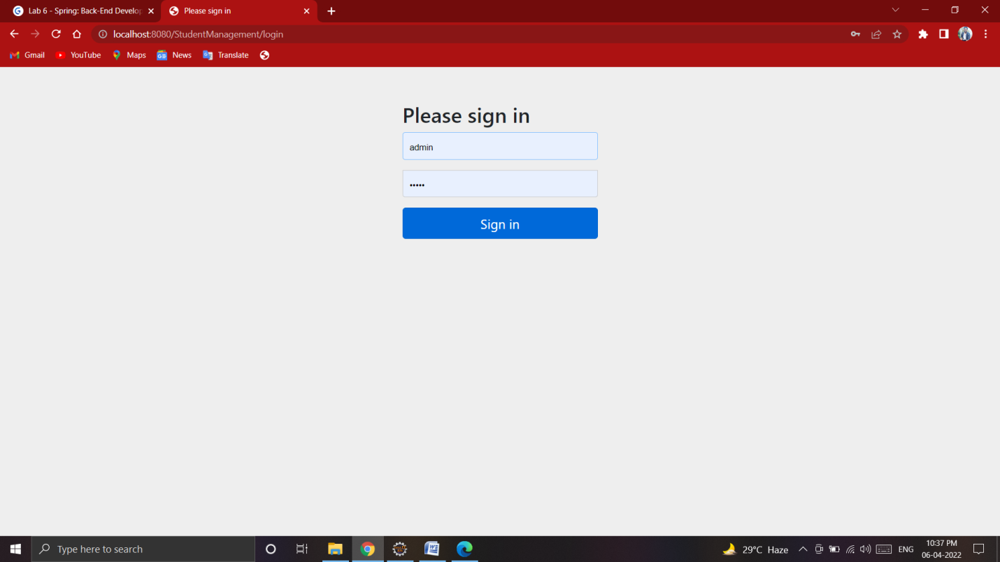 Lab 6 - Spring: Back-End Develop
Please sign in
localhost:8080/StudentManagement/login
Gmail
YouTube
Maps
News
Translate
Please sign in
admin
•••••
Sign in
Type here to search
29°C Haze
ENG
10:37 PM
06-04-2022